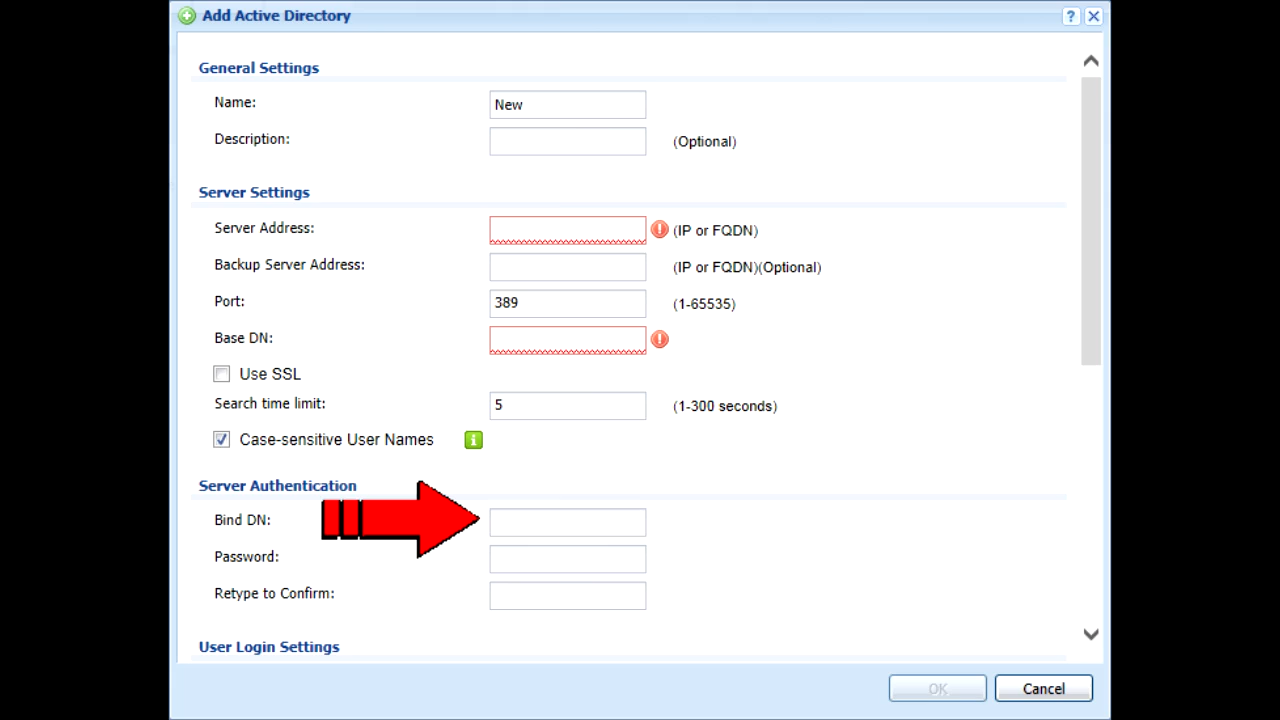 Add Active Directory
General Settings
Name: New
Description: (Optional)
Server Settings
Server Address: (IP or FQDN)
Backup Server Address: (IP or FQDN)(Optional)
Port: 389 (1-65535)
Base DN:
Use SSL
Search time limit: 5 (1-300 seconds)
Case-sensitive User Names
Server Authentication
Bind DN:
Password:
Retype to Confirm:
User Login Settings
OK Cancel